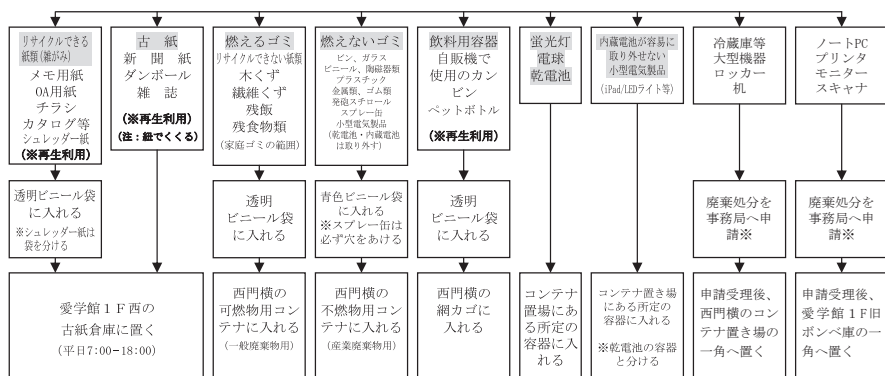 リサイクルできる
紙類（雑がみ）
メモ用紙
OA用紙
チラシ
カタログ等
シュレッダー紙
（※再生利用）
古　紙
新　聞　紙
ダンボール
雑　誌
（※再生利用）
（注：紐でくくる）
燃えるゴミ
リサイクルできない紙類
木くず
繊維くず
残飯
残食物類
（家庭ゴミの範囲）
燃えないゴミ
ビン、ガラス
ビニール、陶磁器類
プラスチック
金属類、ゴム類
発砲スチロール
スプレー缶
小型電気製品
（乾電池・内蔵電池
は取り外す）
飲料用容器
自販機で
使用のカン
ビン
ペットボトル
（※再生利用）
蛍光灯
電球
乾電池
内蔵電池が容易に
取り外せない
小型電気製品
（iPad/LEDライト等）
冷蔵庫等
大型機器
ロッカー
机
ノートPC
プリンタ
モニター
スキャナ
透明ビニール袋
に入れる
※シュレッダー紙は
袋を分ける
透明
ビニール袋
に入れる
青色ビニール袋
に入れる
※スプレー缶は
必ず穴をあける
透明
ビニール袋
に入れる
廃棄処分を
事務局へ申
請※
廃棄処分を
事務局へ申
請※
愛学館１F西の
古紙倉庫に置く
（平日7:00-18:00）
西門横の
可燃物用コン
テナに入れる
（一般廃棄物用）
西門横の
不燃物用コン
テナに入れる
（産業廃棄物用）
西門横の
網カゴに
入れる
コンテナ
置場にあ
る所定の
容器に入
れる
コンテナ置き場
にある所定の
容器に入れる
※乾電池の容器
と分ける
申請受理後、
西門横のコ
ンテナ置き場の
一角へ置く
申請受理後、
愛学館１F旧
ボンベ庫の一
角へ置く